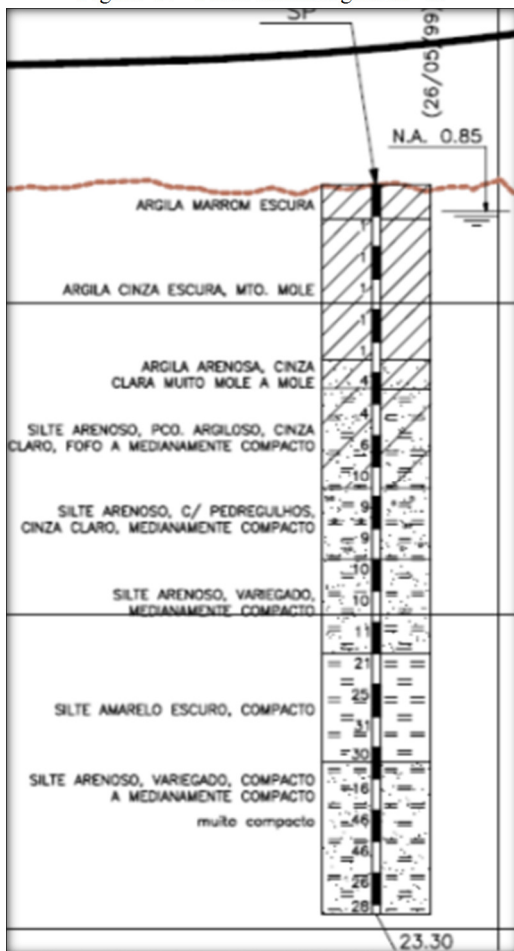 SP
(26/05/99)
N.A. 0.85
ARGILA MARROM ESCURA
1
1
ARGILA CINZA ESCURA, MTO. MOLE
1
1
1
ARGILA ARENOSA, CINZA
CLARA MUITO MOLE A MOLE
4
4
SILTE ARENOSO, PCO. ARGILOSO, CINZA
CLARO, FOFO A MEDIANAMENTE COMPACTO
6
10
SILTE ARENOSO, C/ PEDREGULHOS,
CINZA CLARO, MEDIANAMENTE COMPACTO
9
9
10
SILTE ARENOSO, VARIEGADO,
MEDIANAMENTE COMPACTO
10
11
21
25
SILTE AMARELO ESCURO, COMPACTO
31
30
SILTE ARENOSO, VARIEGADO, COMPACTO
A MEDIANAMENTE COMPACTO
16
muito compacto
46
46
26
28
23.30